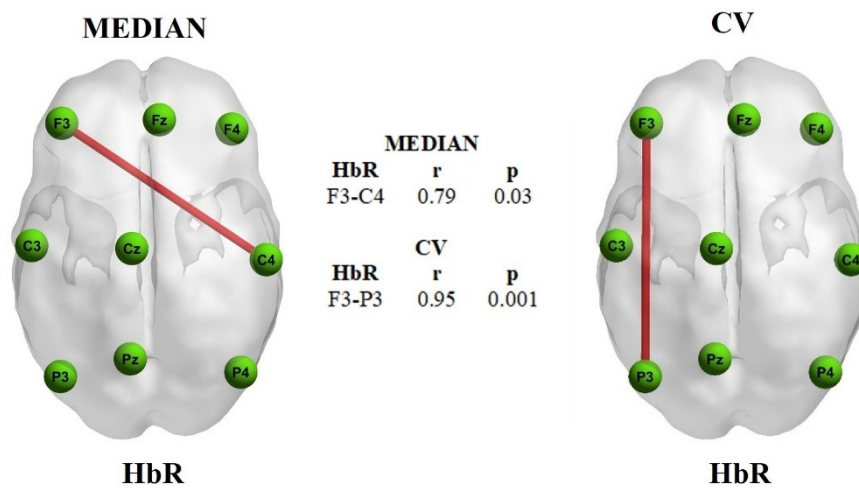 MEDIAN
F3 Fz F4
C3 Cz C4
P3 Pz P4
HbR
MEDIAN
HbR r p
F3-C4 0.79 0.03
CV
HbR r p
F3-P3 0.95 0.001
CV
F3 Fz F4
C3 Cz C4
P3 Pz P4
HbR